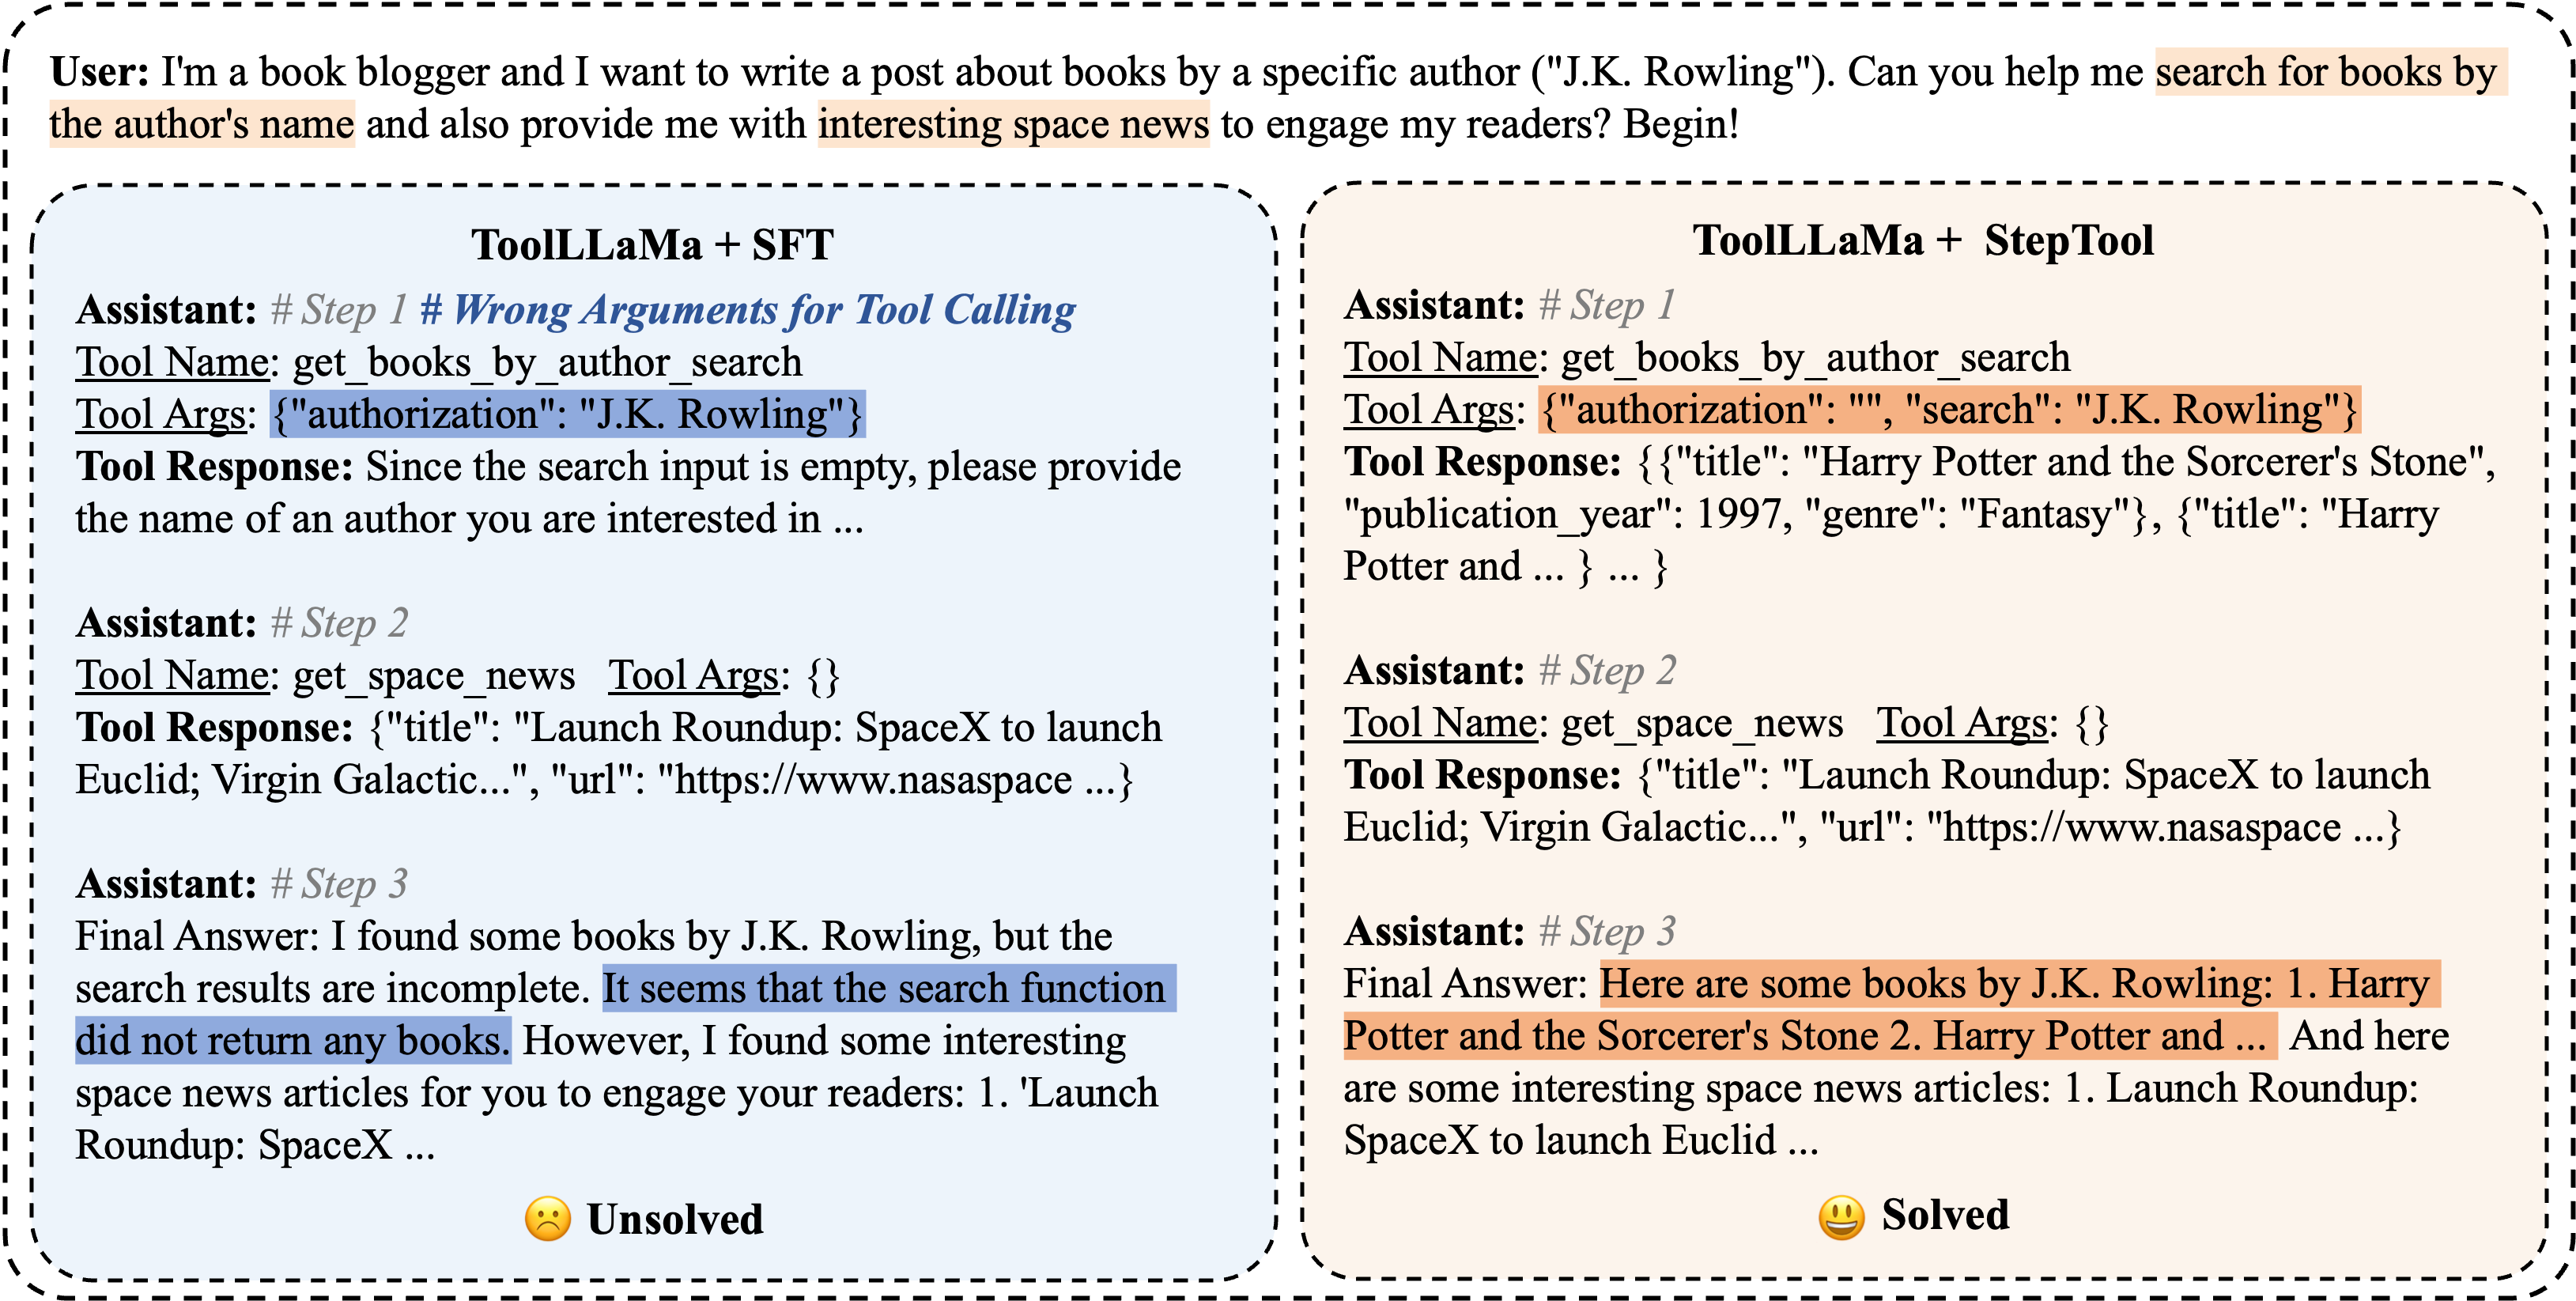 User: I'm a book blogger and I want to write a post about books by a specific author ("J.K. Rowling"). Can you help me search for books by
the author's name and also provide me with interesting space news to engage my readers? Begin!
ToolLLaMa + SFT
Assistant: # Step 1 # Wrong Arguments for Tool Calling
Tool Name: get_books_by_author_search
Tool Args: {"authorization": "J.K. Rowling"}
Tool Response: Since the search input is empty, please provide
the name of an author you are interested in ...
Assistant: # Step 2
Tool Name: get_space_news Tool Args: {}
Tool Response: {"title": "Launch Roundup: SpaceX to launch
Euclid; Virgin Galactic...", "url": "https://www.nasaspace ...}
Assistant: # Step 3
Final Answer: I found some books by J.K. Rowling, but the
search results are incomplete. It seems that the search function
did not return any books. However, I found some interesting
space news articles for you to engage your readers: 1. 'Launch
Roundup: SpaceX ...
Unsolved
ToolLLaMa + StepTool
Assistant: # Step 1
Tool Name: get_books_by_author_search
Tool Args: {"authorization": "", "search": "J.K. Rowling"}
Tool Response: {{"title": "Harry Potter and the Sorcerer's Stone",
"publication_year": 1997, "genre": "Fantasy"}, {"title": "Harry
Potter and ... } ... }
Assistant: # Step 2
Tool Name: get_space_news Tool Args: {}
Tool Response: {"title": "Launch Roundup: SpaceX to launch
Euclid; Virgin Galactic...", "url": "https://www.nasaspace ...}
Assistant: # Step 3
Final Answer: Here are some books by J.K. Rowling: 1. Harry
Potter and the Sorcerer's Stone 2. Harry Potter and ... And here
are some interesting space news articles: 1. Launch Roundup:
SpaceX to launch Euclid ...
Solved